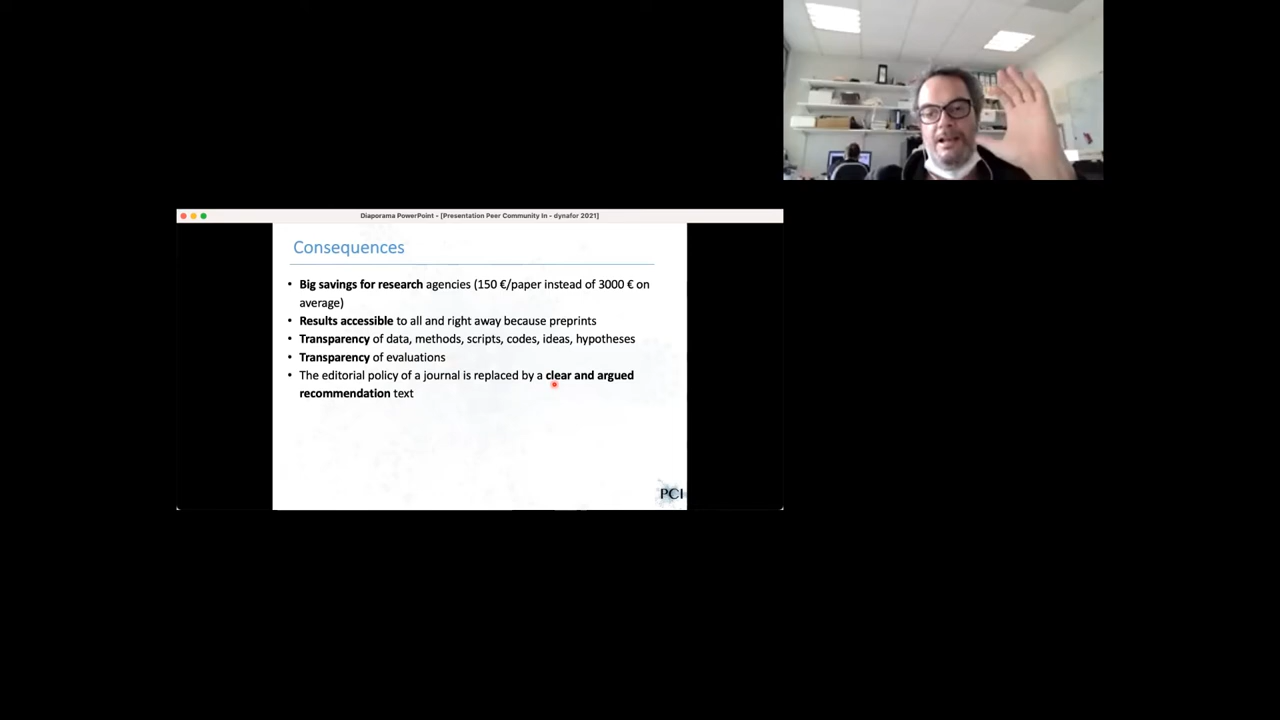 Diaporama PowerPoint - [Presentation Peer Community In - dynafor 2021]
Consequences
• Big savings for research agencies (150 €/paper instead of 3000 € on
average)
• Results accessible to all and right away because preprints
• Transparency of data, methods, scripts, codes, ideas, hypotheses
• Transparency of evaluations
• The editorial policy of a journal is replaced by a clear and argued
recommendation text
PCI